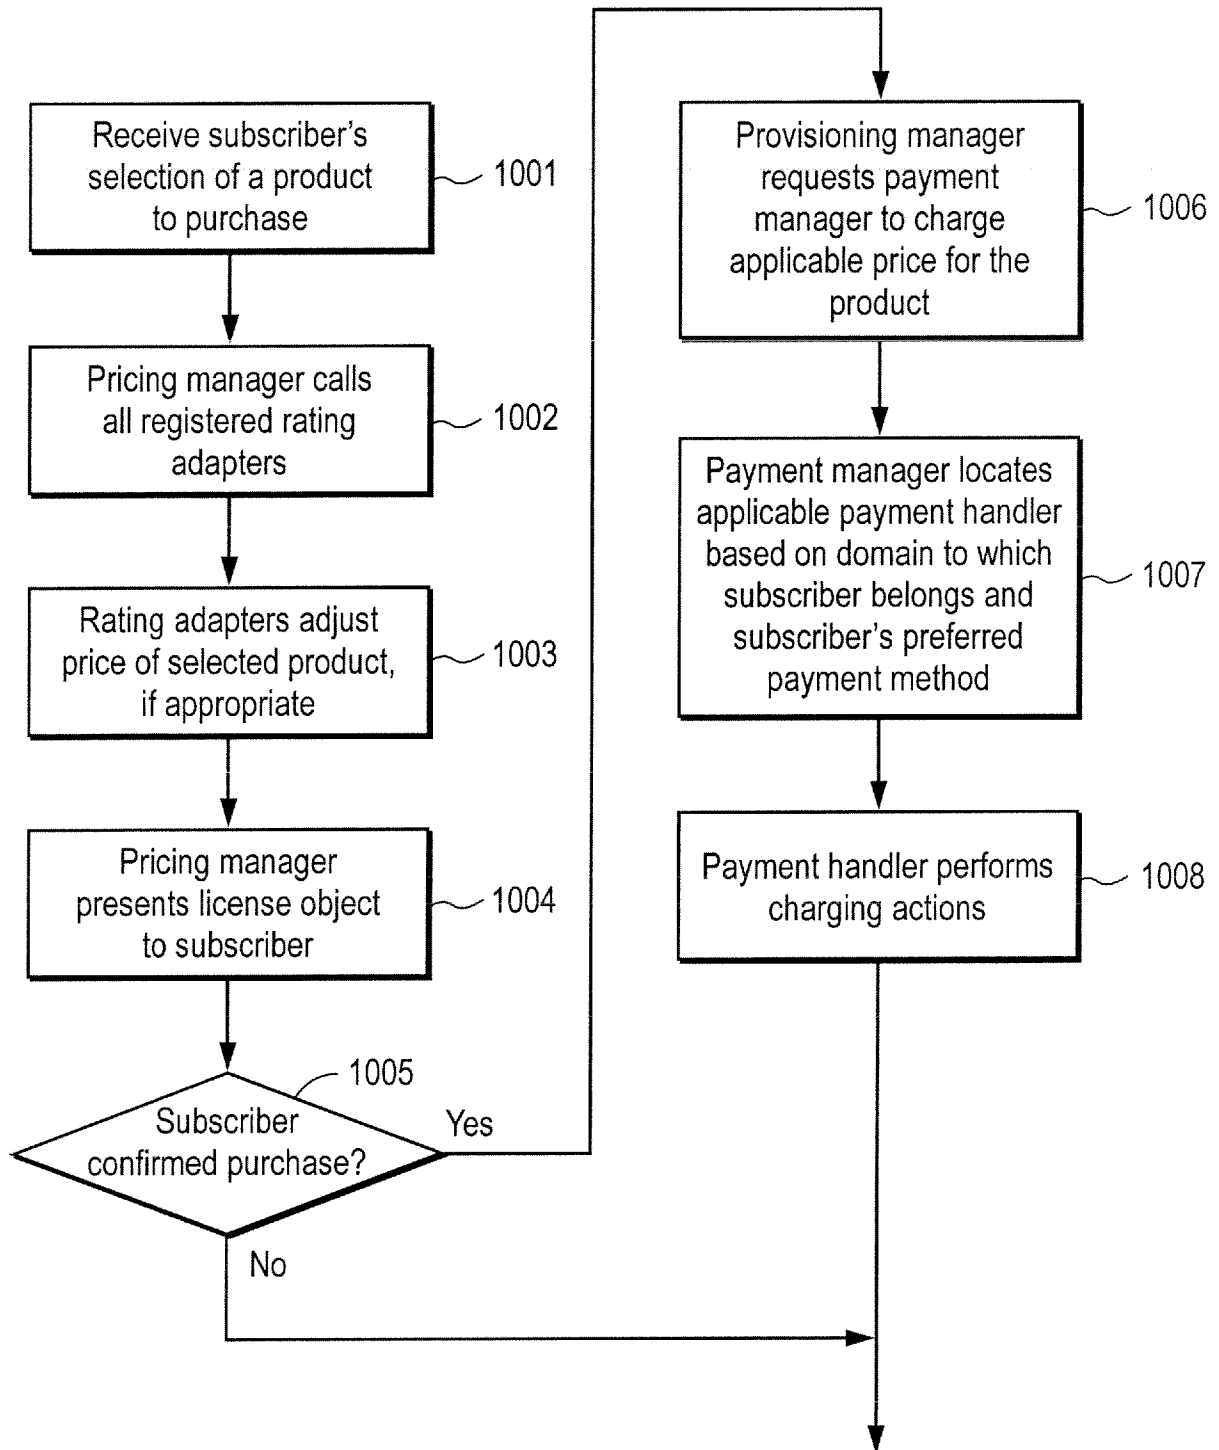 Receive subscriber's
selection of a product
to purchase
1001
Pricing manager calls
all registered rating
adapters
1002
Rating adapters adjust
price of selected product,
if appropriate
1003
Pricing manager
presents license object
to subscriber
1004
1005
Subscriber
confirmed purchase?
Yes
No
Provisioning manager
requests payment
manager to charge
applicable price for the
product
1006
Payment manager locates
applicable payment handler
based on domain to which
subscriber belongs and
subscriber's preferred
payment method
1007
Payment handler performs
charging actions
1008